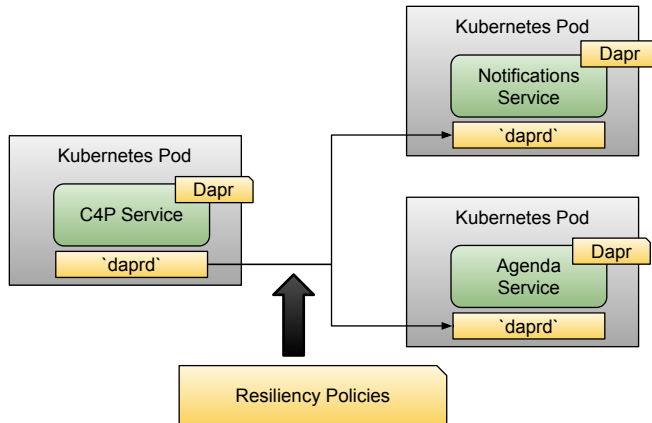 Kubernetes Pod
Dapr
Notifications
Service
`daprd`
Kubernetes Pod
Dapr
C4P Service
`daprd`
Kubernetes Pod
Dapr
Agenda
Service
`daprd`
Resiliency Policies